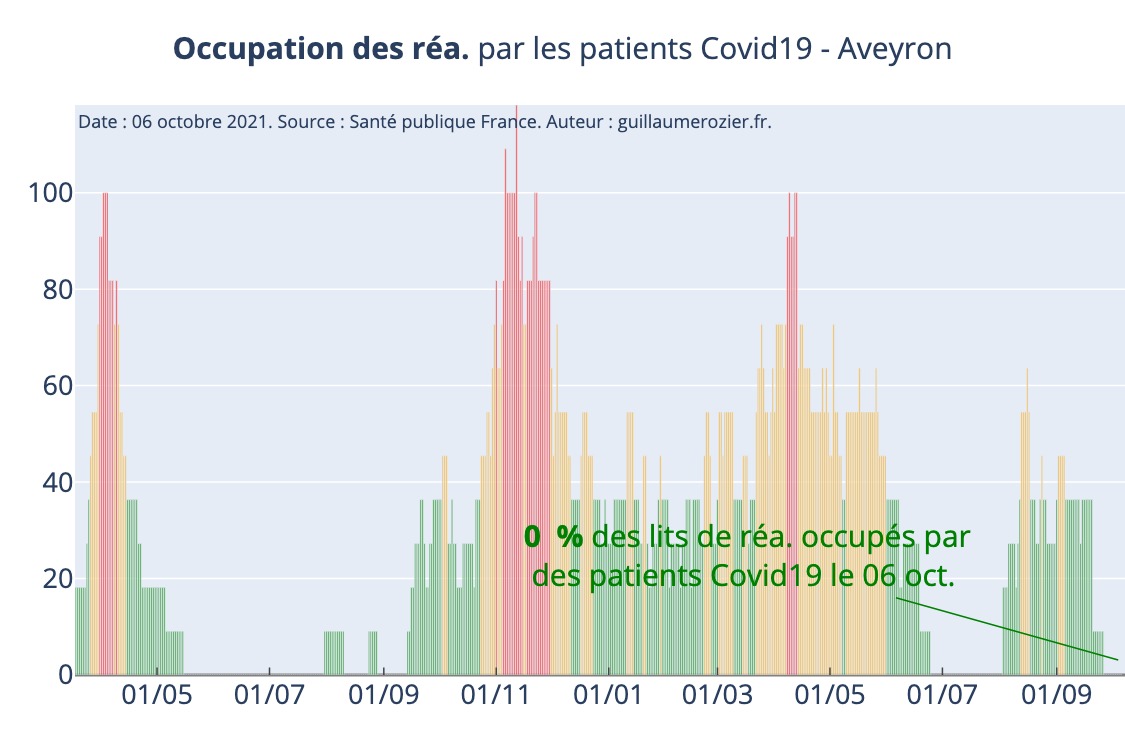 Occupation des réa. par les patients Covid19 - Aveyron
Date : 06 octobre 2021. Source : Santé publique France. Auteur : guillaumerozier.fr.
100
80
60
40
20
0
0 % des lits de réa. occupés par
des patients Covid19 le 06 oct.
01/05 01/07 01/09 01/11 01/01 01/03 01/05 01/07 01/09